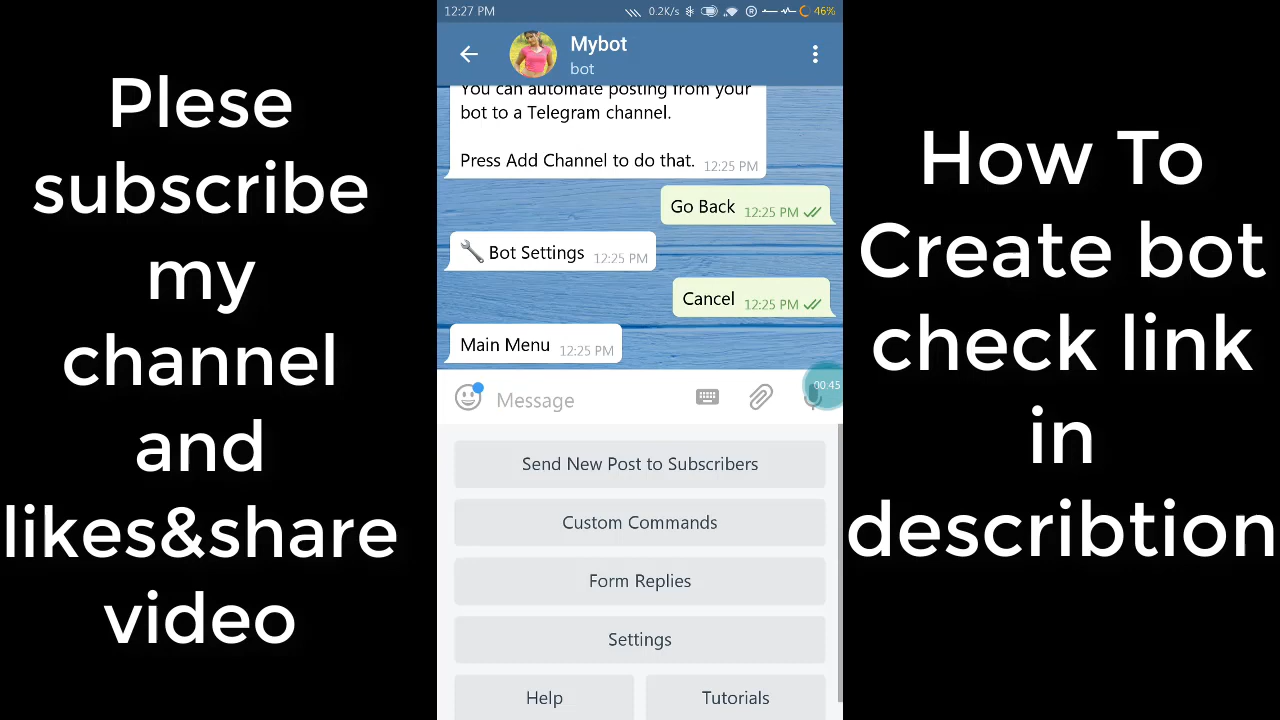 Plese
subscribe
my
channel
and
likes&share
video
12:27 PM
0.2K/s
46%
Mybot
bot
You can automate posting from your
bot to a Telegram channel.
Press Add Channel to do that. 12:25 PM
Go Back 12:25 PM
Bot Settings 12:25 PM
Cancel 12:25 PM
Main Menu 12:25 PM
Message
00:45
Send New Post to Subscribers
Custom Commands
Form Replies
Settings
Help
Tutorials
How To
Create bot
check link
in
describtion